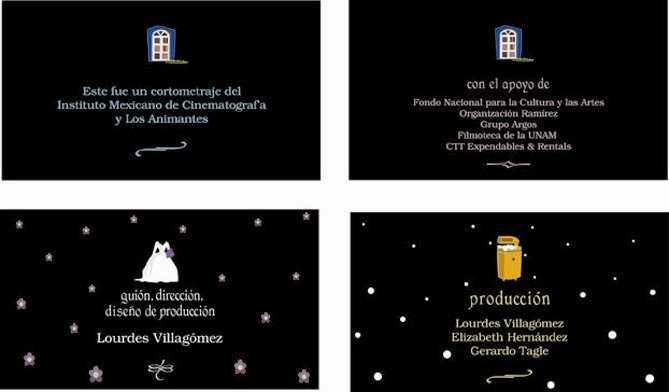 Este fue un cortometraje del
Instituto Mexicano de Cinematograf'a
y Los Animantes
con el apoyo de
Fondo Nacional para la Cultura y las Artes
Organización Ramírez
Grupo Argos
Filmoteca de la UNAM
CTT Expendables & Rentals
guión, dirección,
diseño de producción
Lourdes Villagómez
producción
Lourdes Villagómez
Elizabeth Hernández
Gerardo Tagle